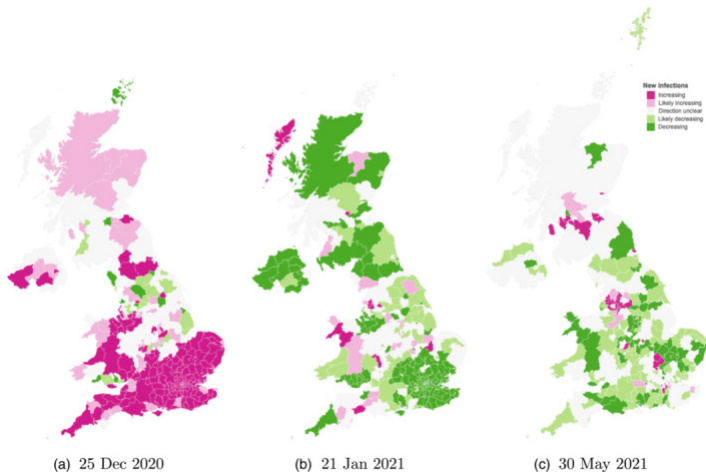 New infections
Increasing
Likely increasing
Direction unclear
Likely decreasing
Decreasing
(a) 25 Dec 2020
(b) 21 Jan 2021
(c) 30 May 2021